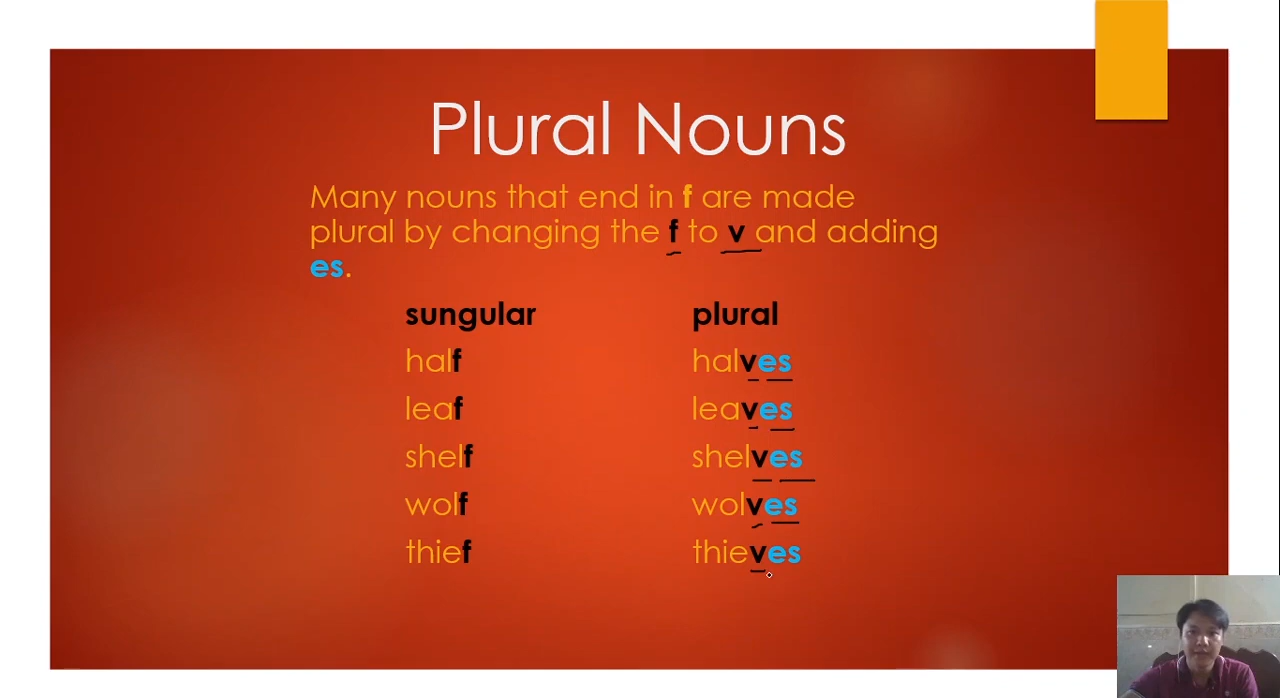 Plural Nouns
Many nouns that end in f are made
plural by changing the f to v and adding
es.
sungular plural
half halves
leaf leaves
shelf shelves
wolf wolves
thief thieves